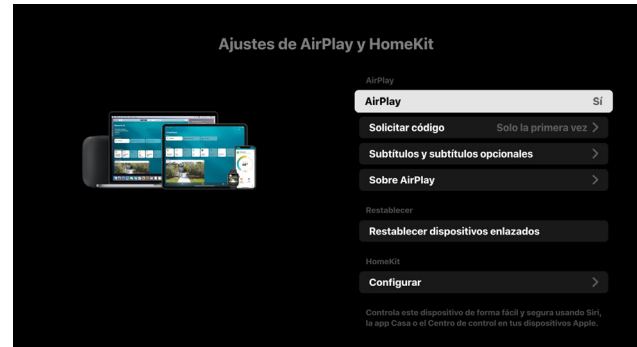 Ajustes de AirPlay y HomeKit
AirPlay
AirPlay Sí
Solicitar código Solo la primera vez
Subtítulos y subtítulos opcionales
Sobre AirPlay
Restablecer
Restablecer dispositivos enlazados
HomeKit
Configurar
Controla este dispositivo de forma fácil y segura usando Siri,
la app Casa o el Centro de control en tus dispositivos Apple.